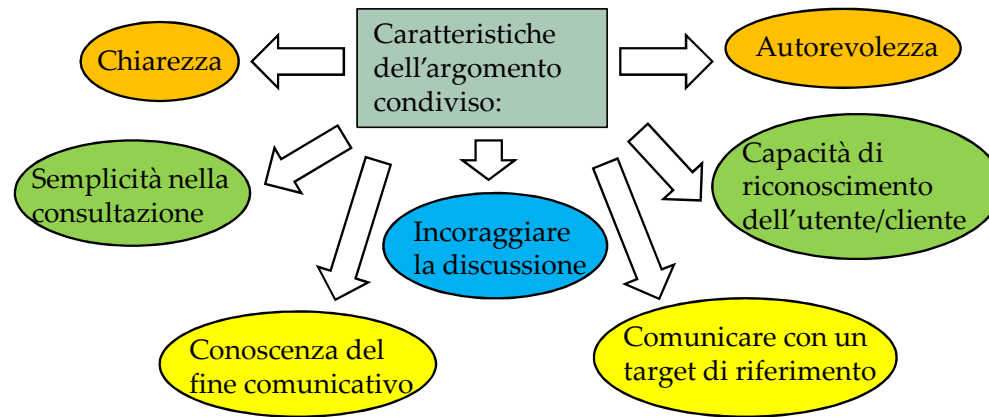 Caratteristiche
dell'argomento
condiviso:
Chiarezza
Autorevolezza
Semplicità nella
consultazione
Capacità di
riconoscimento
dell'utente/cliente
Incoraggiare
la discussione
Conoscenza del
fine comunicativo
Comunicare con un
target di riferimento